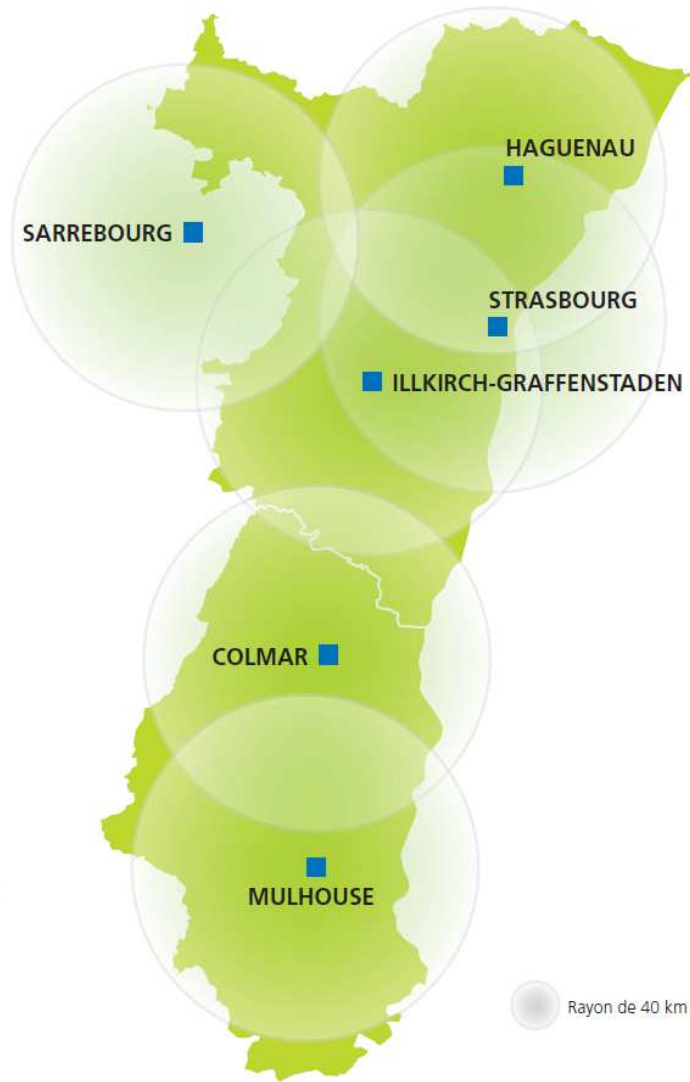 HAGUENAU
SARREBOURG
STRASBOURG
ILLKIRCH-GRAFFENSTADEN
COLMAR
MULHOUSE
Rayon de 40 km